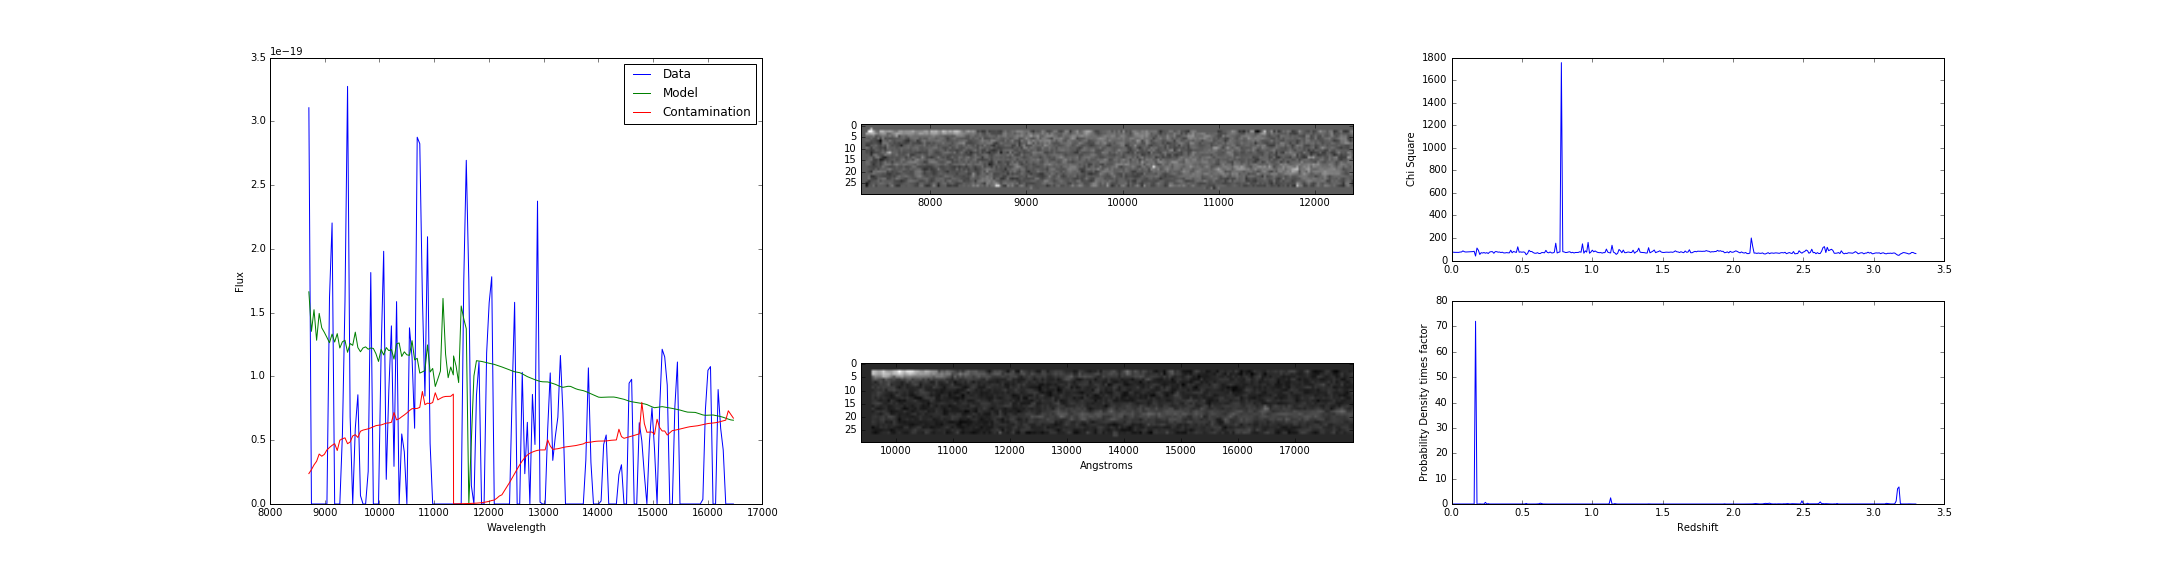 1e−19
3.5
3.0
2.5
2.0
1.5
1.0
0.5
0.0
8000 9000 10000 11000 12000 13000 14000 15000 16000 17000
Wavelength
Flux
Data
Model
Contamination
0
5
10
15
20
25
8000 9000 10000 11000 12000
0
5
10
15
20
25
10000 11000 12000 13000 14000 15000 16000 17000
Angstroms
1800
1600
1400
1200
1000
800
600
400
200
0
Chi Square
0.0 0.5 1.0 1.5 2.0 2.5 3.0 3.5
80
70
60
50
40
30
20
10
0
Probability Density times factor
0.0 0.5 1.0 1.5 2.0 2.5 3.0 3.5
Redshift